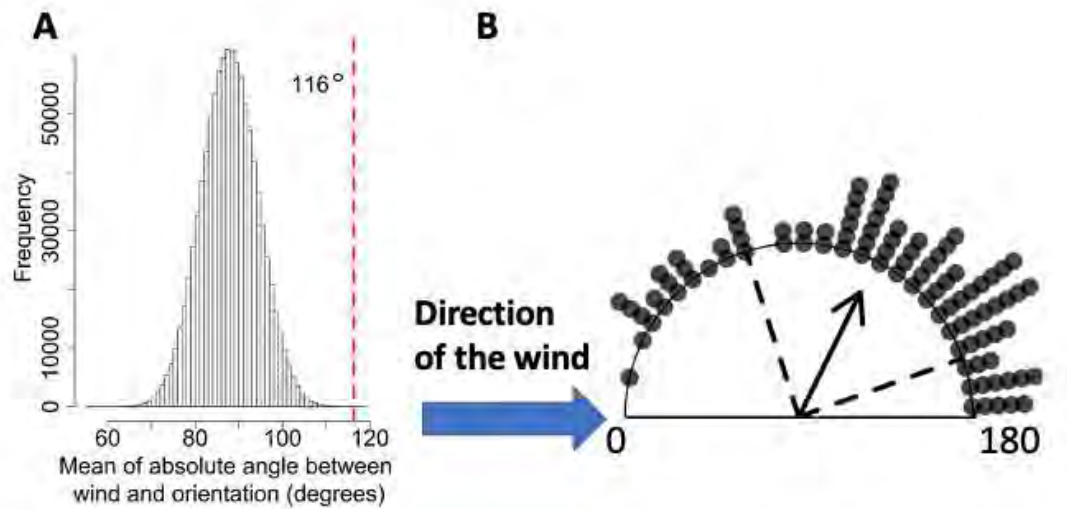 A
B
116°
50000
30000
10000
0
Frequency
60
80
100
120
Mean of absolute angle between
wind and orientation (degrees)
Direction
of the wind
0
180